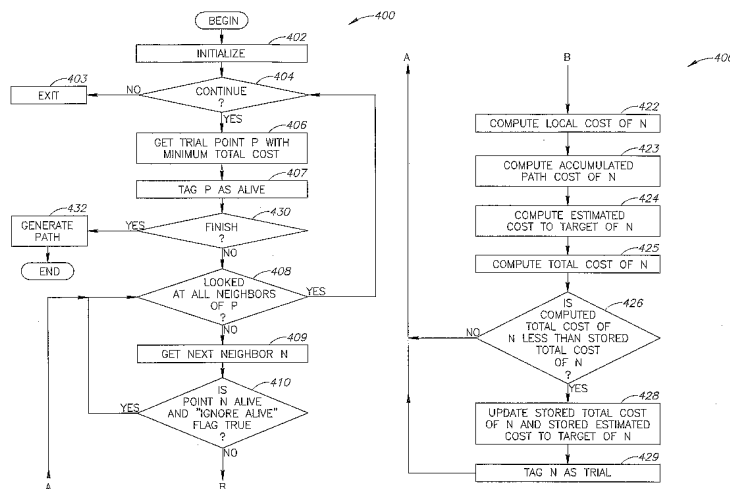 BEGIN
400
402
INITIALIZE
403
EXIT
NO
404
CONTINUE
?
YES
406
GET TRIAL POINT P WITH
MINIMUM TOTAL COST
407
TAG P AS ALIVE
432
GENERATE
PATH
END
YES
430
FINISH
?
NO
408
LOOKED
AT ALL NEIGHBORS
OF P
?
YES
NO
409
GET NEXT NEIGHBOR N
410
IS
POINT N ALIVE
AND "IGNORE ALIVE"
FLAG TRUE
?
YES
NO
A
B
A
B
400
422
COMPUTE LOCAL COST OF N
423
COMPUTE ACCUMULATED
PATH COST OF N
424
COMPUTE ESTIMATED
COST TO TARGET OF N
425
COMPUTE TOTAL COST OF N
426
IS
COMPUTED
TOTAL COST OF
N LESS THAN STORED
TOTAL COST
OF N
?
NO
YES
428
UPDATE STORED TOTAL COST
OF N AND STORED ESTIMATED
COST TO TARGET OF N
429
TAG N AS TRIAL